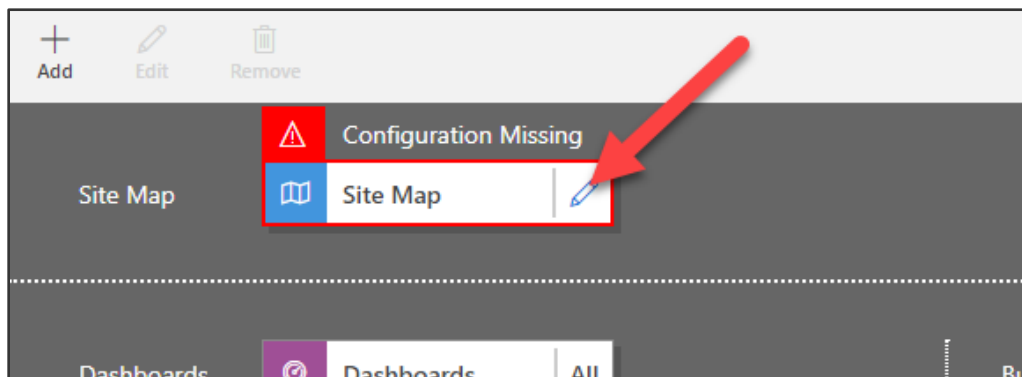 Add Edit Remove
Configuration Missing
Site Map Site Map
Dashboards Dashboards All